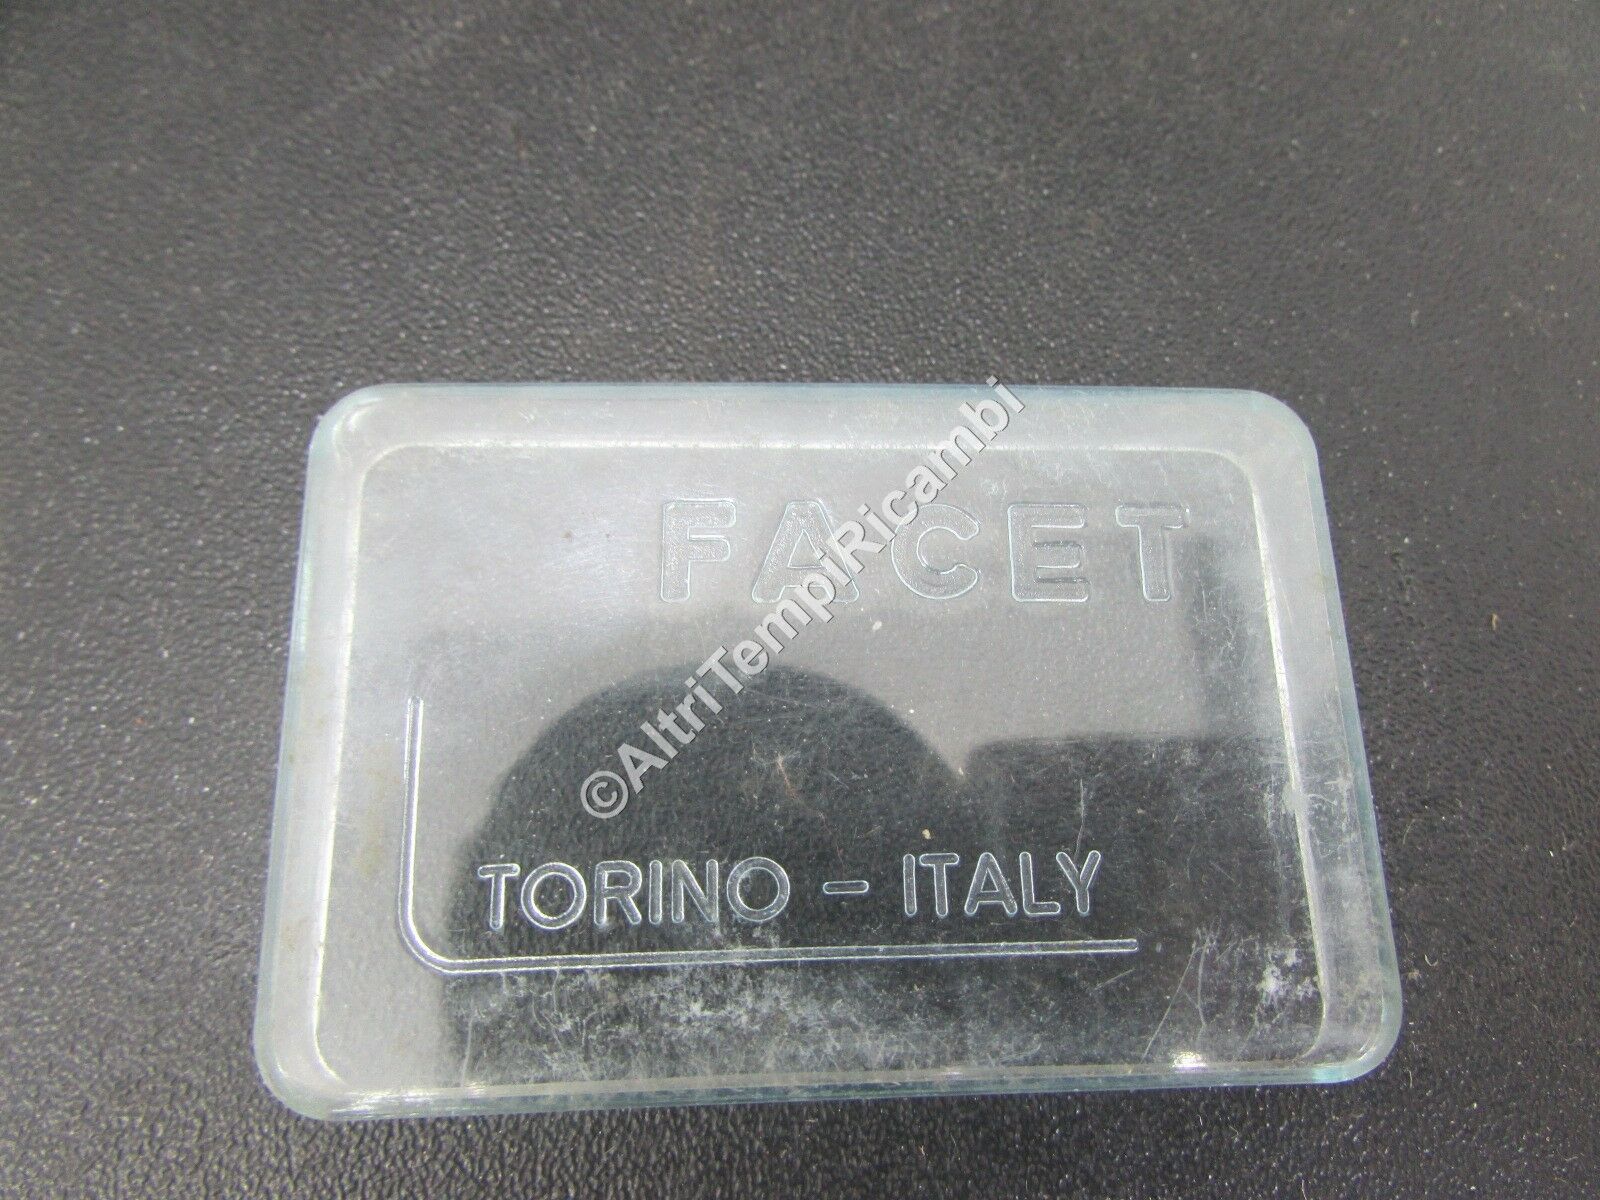 FACET
©AltriTempiRicambi
TORINO - ITALY